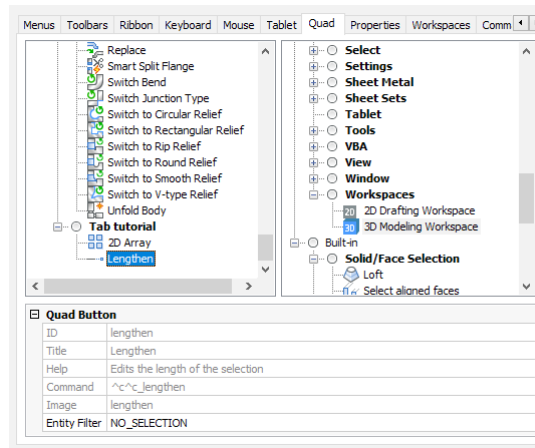 Menus Toolbars Ribbon Keyboard Mouse Tablet Quad Properties Workspaces Comm
Replace
Smart Split Flange
Switch Bend
Switch Junction Type
Switch to Circular Relief
Switch to Rectangular Relief
Switch to Rip Relief
Switch to Round Relief
Switch to Smooth Relief
Switch to V-type Relief
Unfold Body
Tab tutorial
2D Array
Lengthen
Select
Settings
Sheet Metal
Sheet Sets
Tablet
Tools
VBA
View
Window
Workspaces
2D 2D Drafting Workspace
3D 3D Modeling Workspace
Built-in
Solid/Face Selection
Loft
Select aligned faces
Quad Button
ID lengthen
Title Lengthen
Help Edits the length of the selection
Command ^c^c_lengthen
Image lengthen
Entity Filter NO_SELECTION